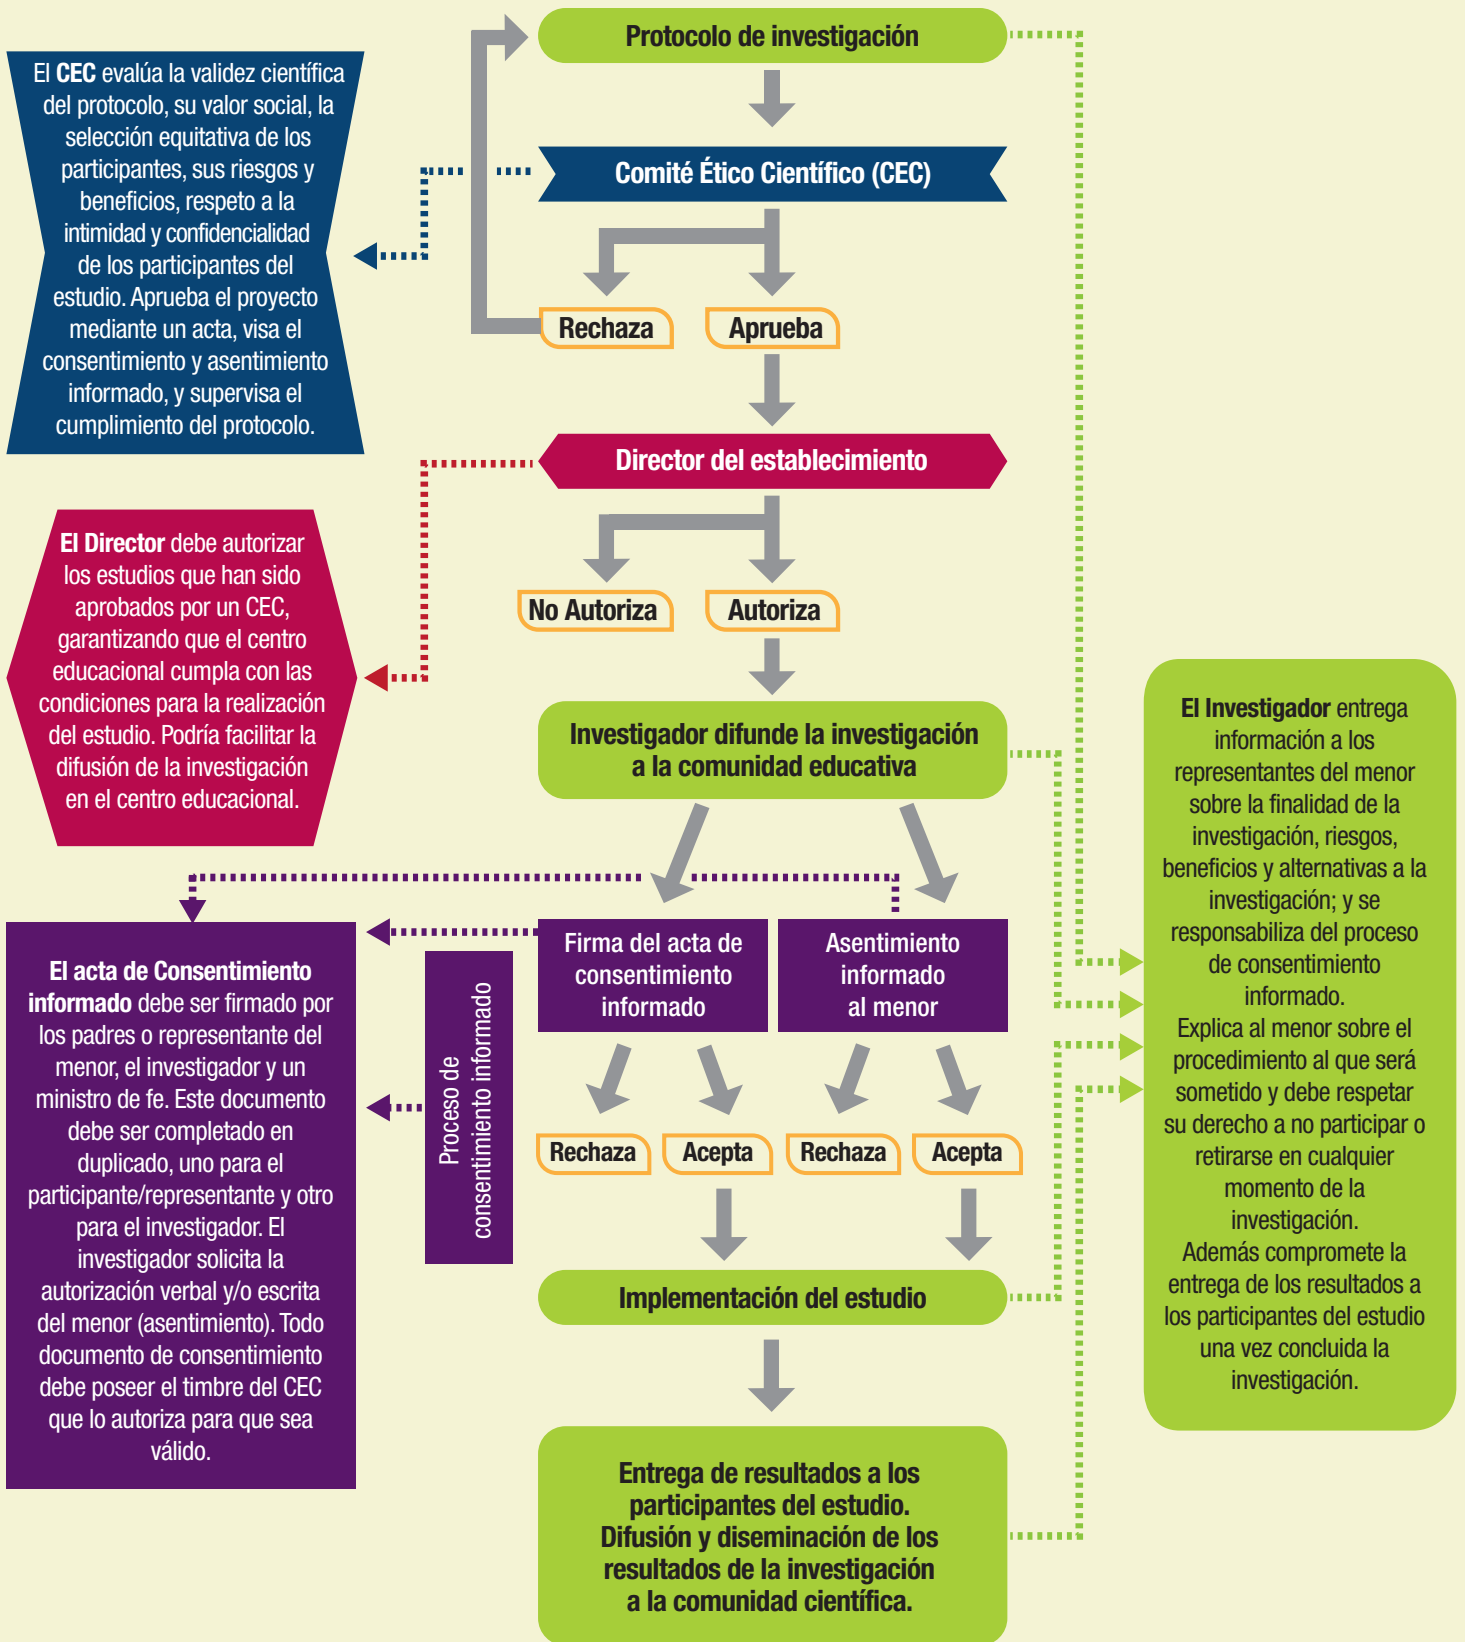 Protocolo de investigación
El CEC evalúa la validez científica
del protocolo, su valor social, la
selección equitativa de los
participantes, sus riesgos y
beneficios, respeto a la
intimidad y confidencialidad
de los participantes del
estudio. Aprueba el proyecto
mediante un acta, visa el
consentimiento y asentimiento
informado, y supervisa el
cumplimiento del protocolo.
Comité Ético Científico (CEC)
Rechaza
Aprueba
Director del establecimiento
El Director debe autorizar
los estudios que han sido
aprobados por un CEC,
garantizando que el centro
educacional cumpla con las
condiciones para la realización
del estudio. Podría facilitar la
difusión de la investigación
en el centro educacional.
No Autoriza
Autoriza
Investigador difunde la investigación
a la comunidad educativa
El Investigador entrega
información a los
representantes del menor
sobre la finalidad de la
investigación, riesgos,
beneficios y alternativas a la
investigación; y se
responsabiliza del proceso
de consentimiento
informado.
Explica al menor sobre el
procedimiento al que será
sometido y debe respetar
su derecho a no participar o
retirarse en cualquier
momento de la
investigación.
Además compromete la
entrega de los resultados a
los participantes del estudio
una vez concluida la
investigación.
El acta de Consentimiento
informado debe ser firmado por
los padres o representante del
menor, el investigador y un
ministro de fe. Este documento
debe ser completado en
duplicado, uno para el
participante/representante y otro
para el investigador. El
investigador solicita la
autorización verbal y/o escrita
del menor (asentimiento). Todo
documento de consentimiento
debe poseer el timbre del CEC
que lo autoriza para que sea
válido.
Proceso de
consentimiento informado
Firma del acta de
consentimiento
informado
Asentimiento
informado
al menor
Rechaza
Acepta
Rechaza
Acepta
Implementación del estudio
Entrega de resultados a los
participantes del estudio.
Difusión y diseminación de los
resultados de la investigación
a la comunidad científica.